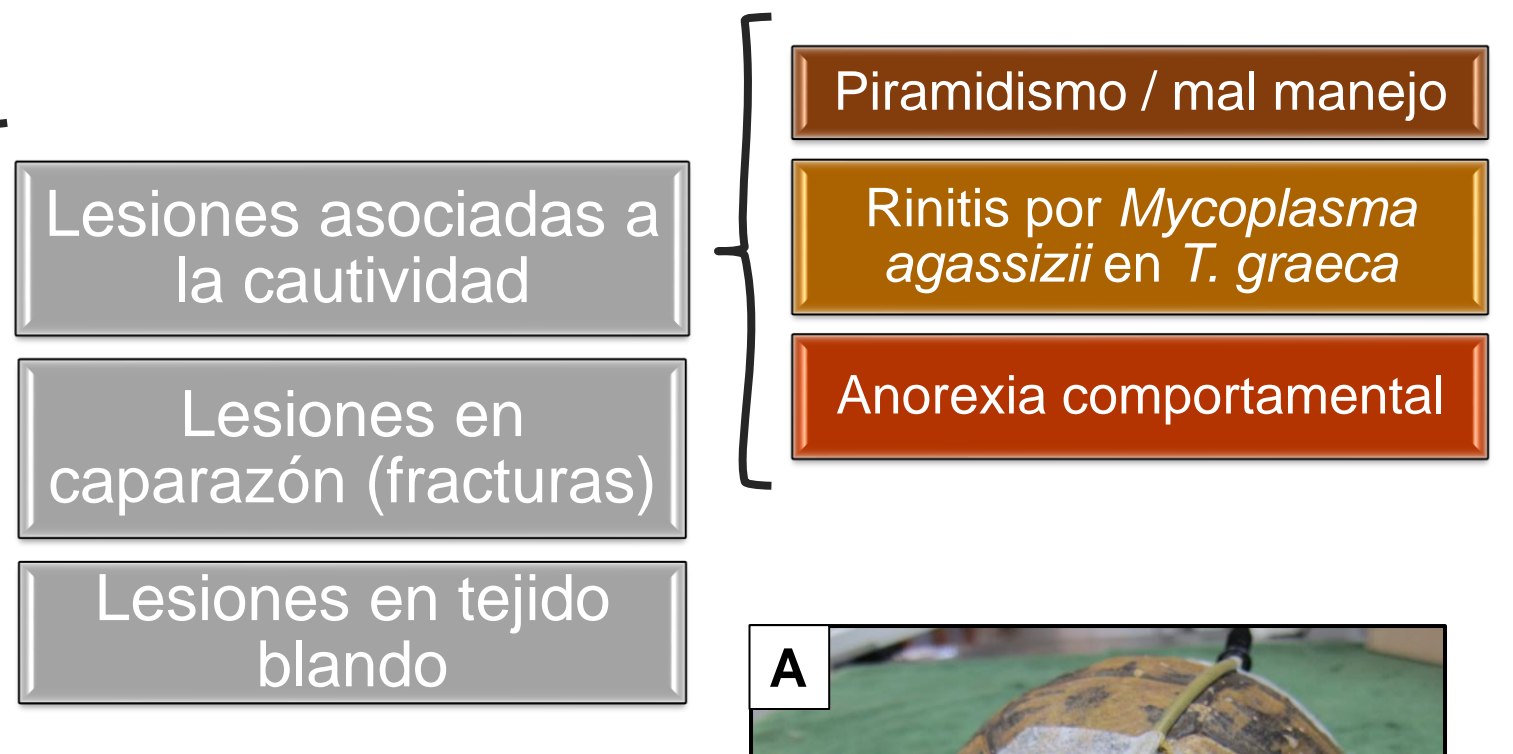 Lesiones asociadas a
la cautividad
Lesiones en
caparazón (fracturas)
Lesiones en tejido
blando
Piramidismo / mal manejo
Rinitis por Mycoplasma
agassizii en T. graeca
Anorexia comportamental
A